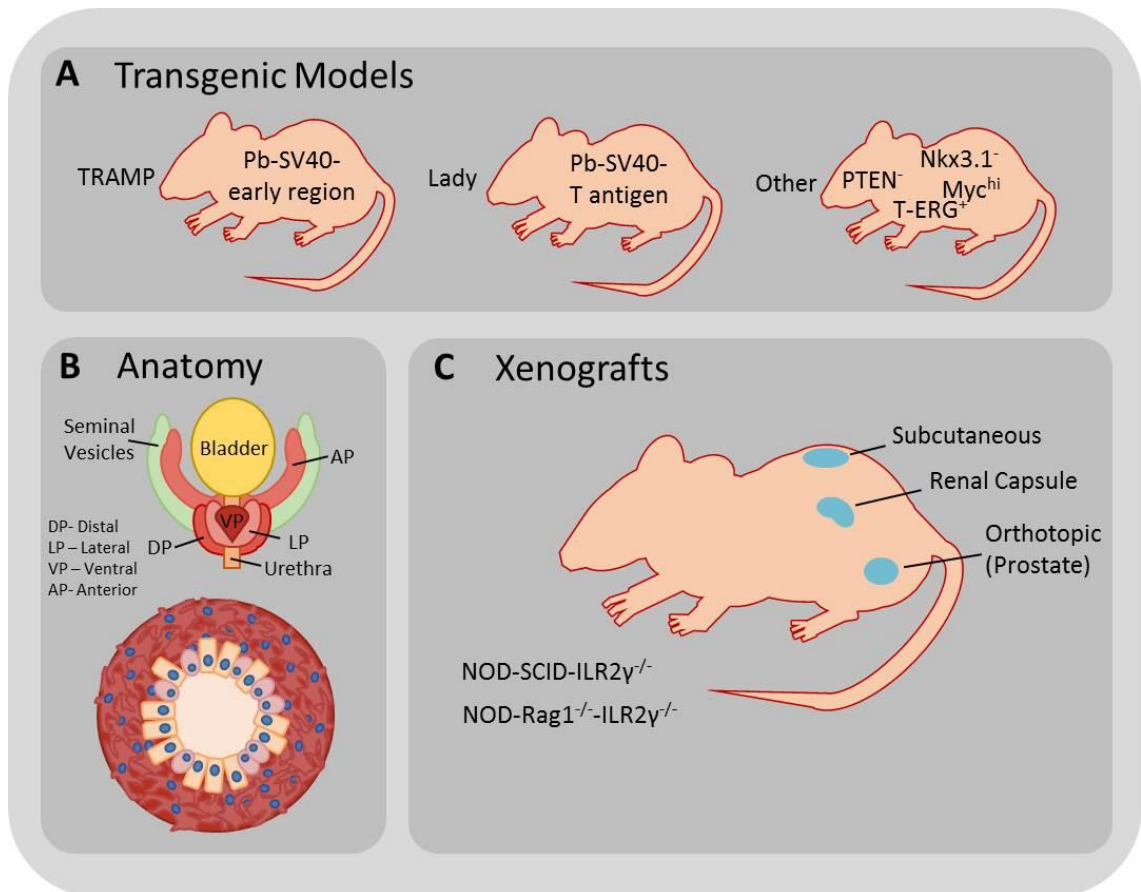 A Transgenic Models
TRAMP
Pb-SV40-
early region
Lady
Pb-SV40-
T antigen
Other
PTEN⁻
Nkx3.1⁻
Mycʰⁱ
T-ERG⁺
B Anatomy
Seminal
Vesicles
Bladder
AP
VP
DP- Distal
LP – Lateral
VP – Ventral
AP- Anterior
DP
LP
Urethra
C Xenografts
Subcutaneous
Renal Capsule
Orthotopic
(Prostate)
NOD-SCID-ILR2γ⁻/⁻
NOD-Rag1⁻/⁻-ILR2γ⁻/⁻